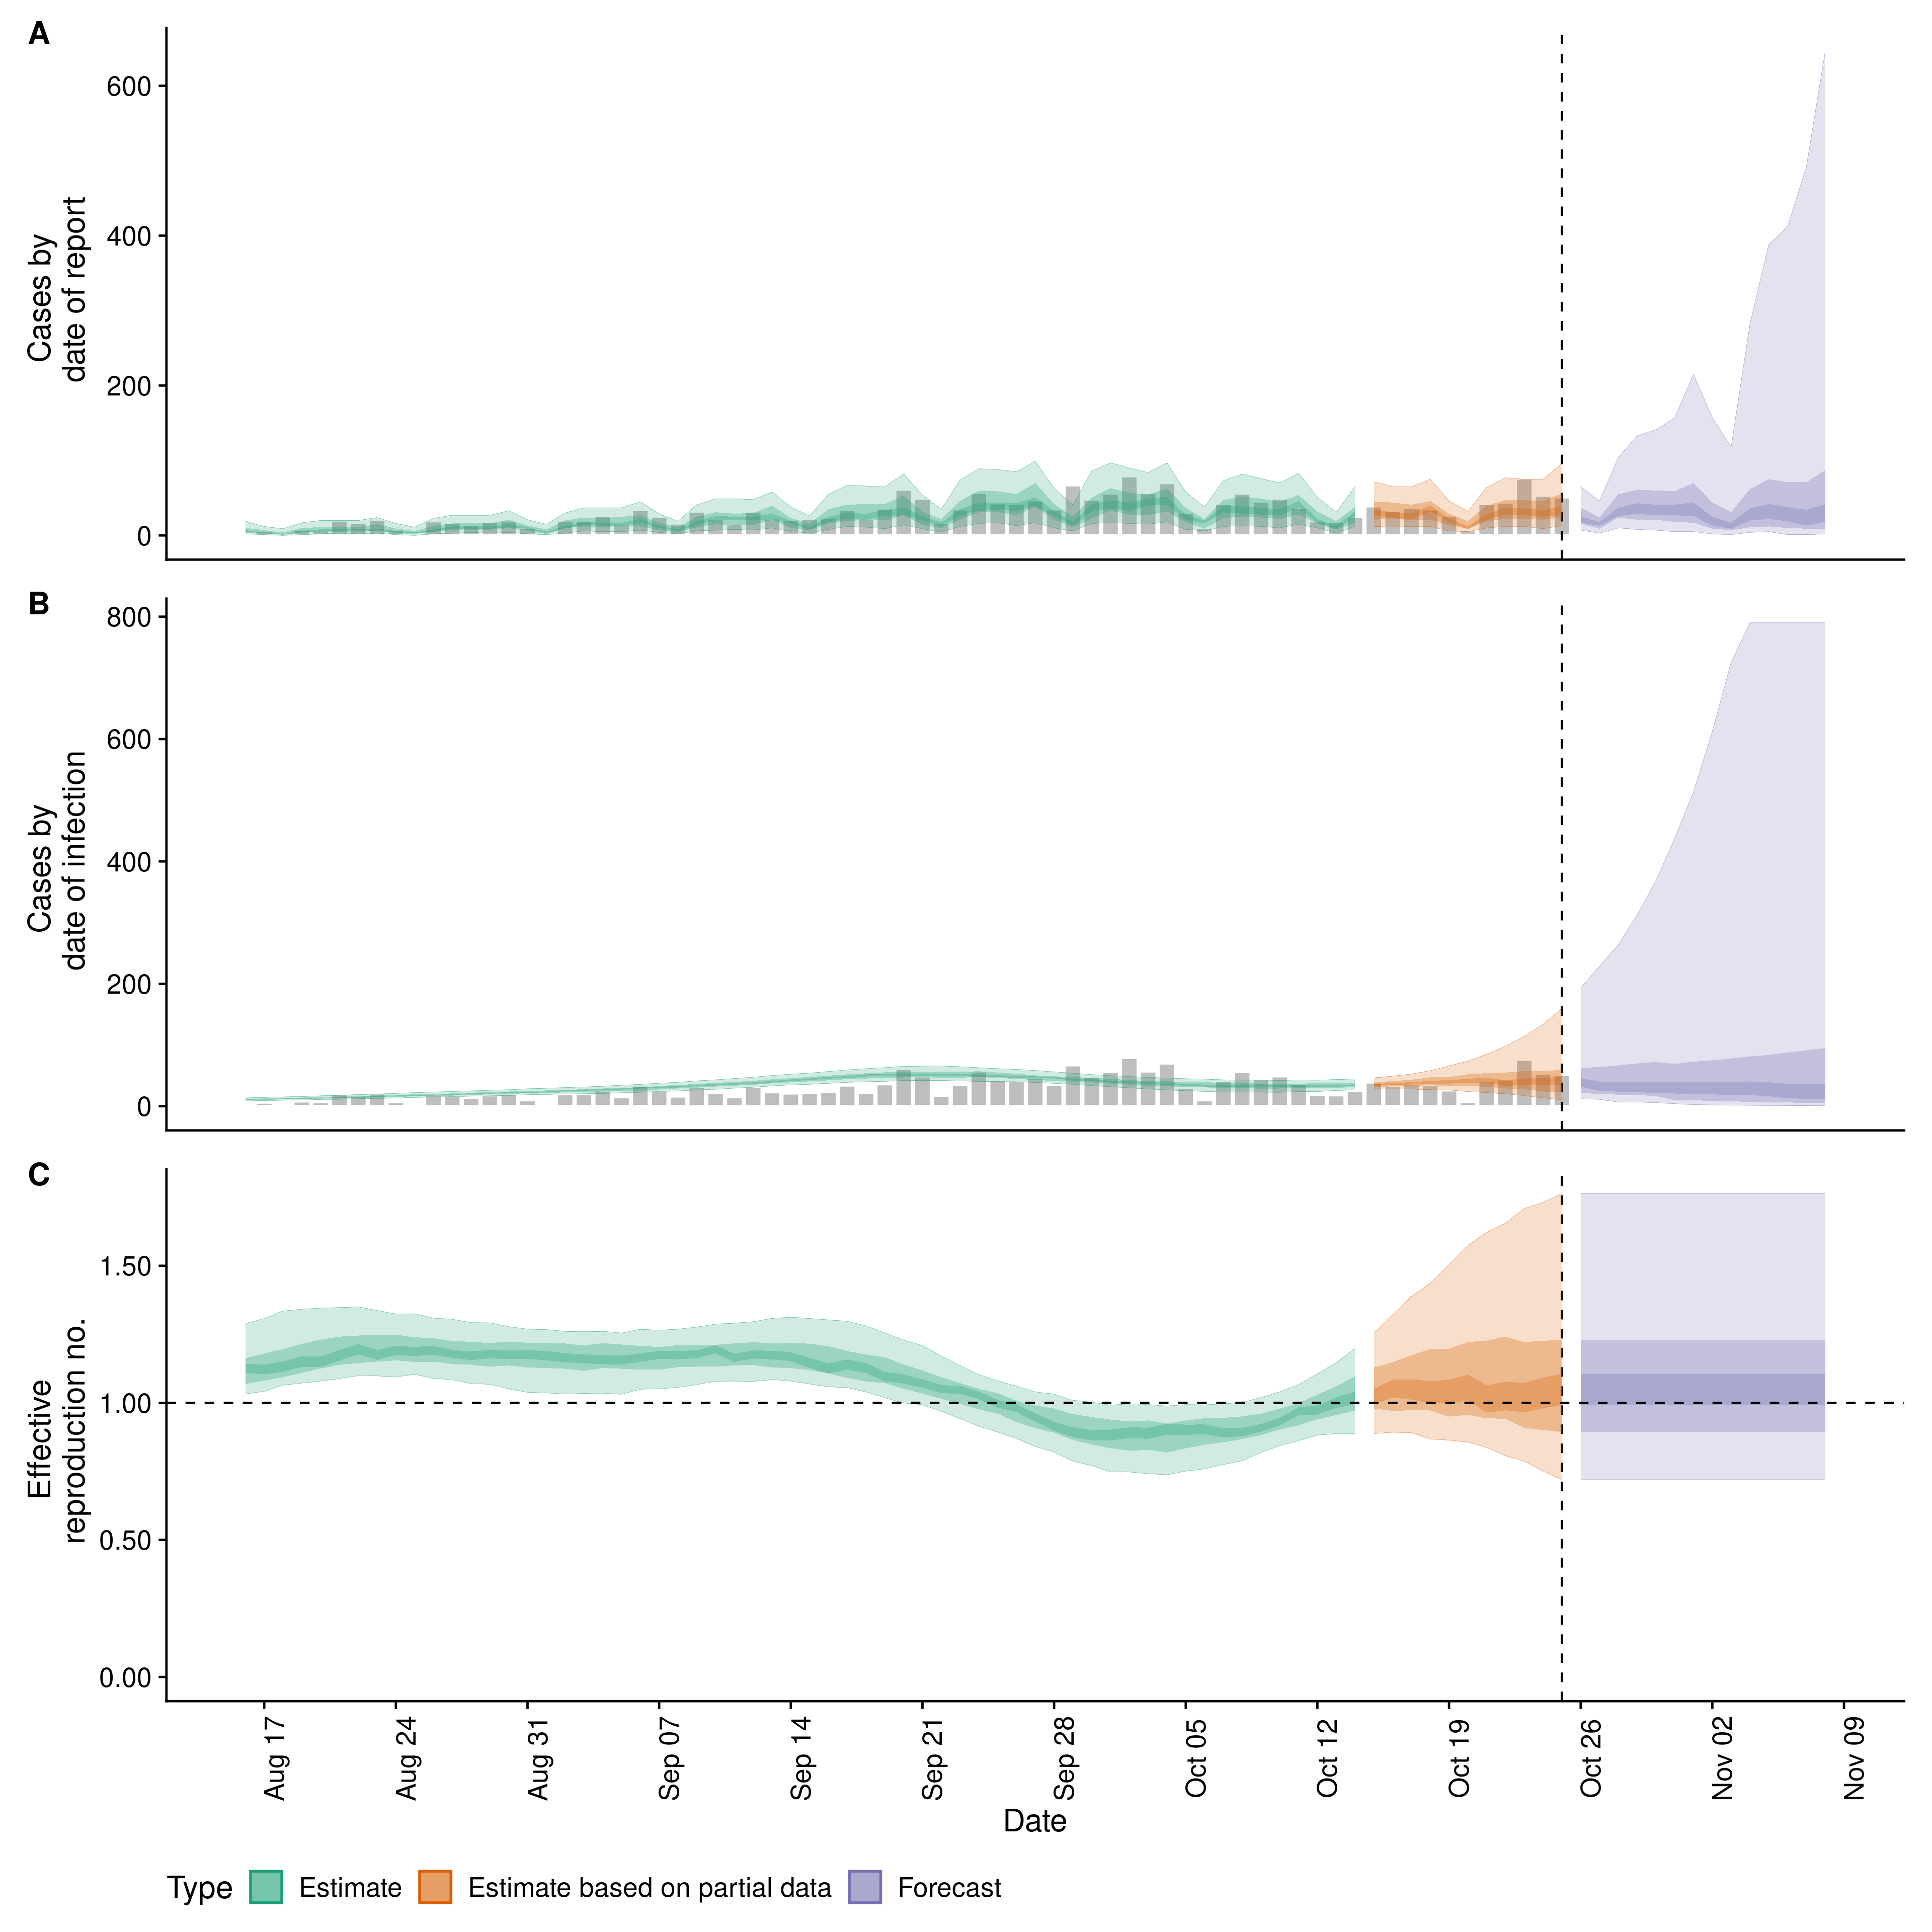 A
Cases by
date of report
600
400
200
0
B
Cases by
date of infection
800
600
400
200
0
C
Effective
reproduction no.
1.50
1.00
0.50
0.00
Aug 17
Aug 24
Aug 31
Sep 07
Sep 14
Sep 21
Sep 28
Oct 05
Oct 12
Oct 19
Oct 26
Nov 02
Nov 09
Date
Type Estimate Estimate based on partial data Forecast